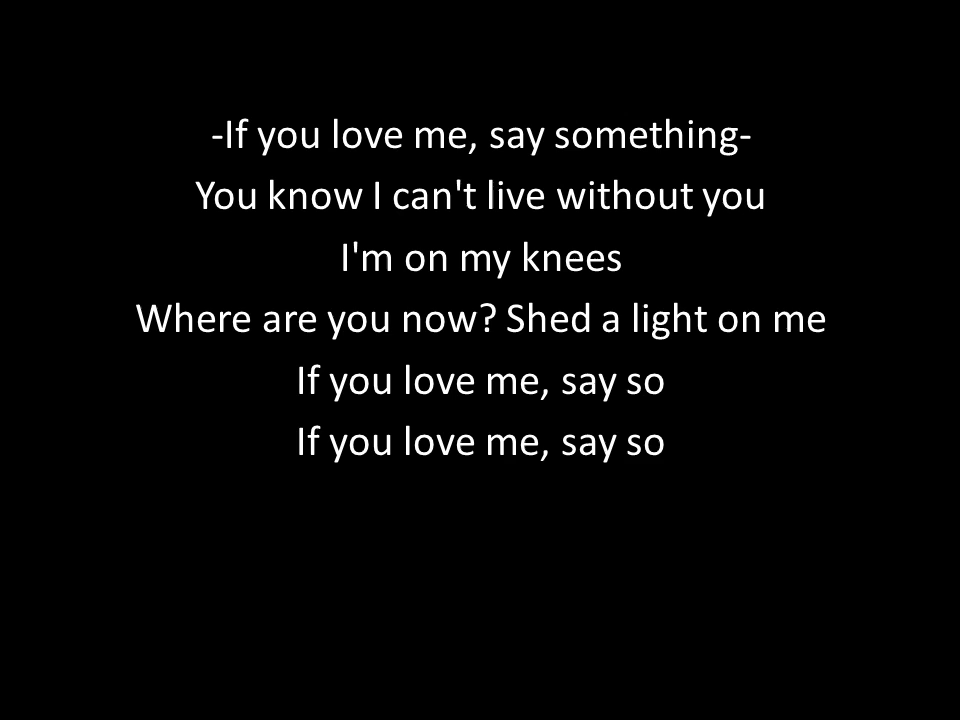 -If you love me, say something-
You know I can't live without you
I'm on my knees
Where are you now? Shed a light on me
If you love me, say so
If you love me, say so